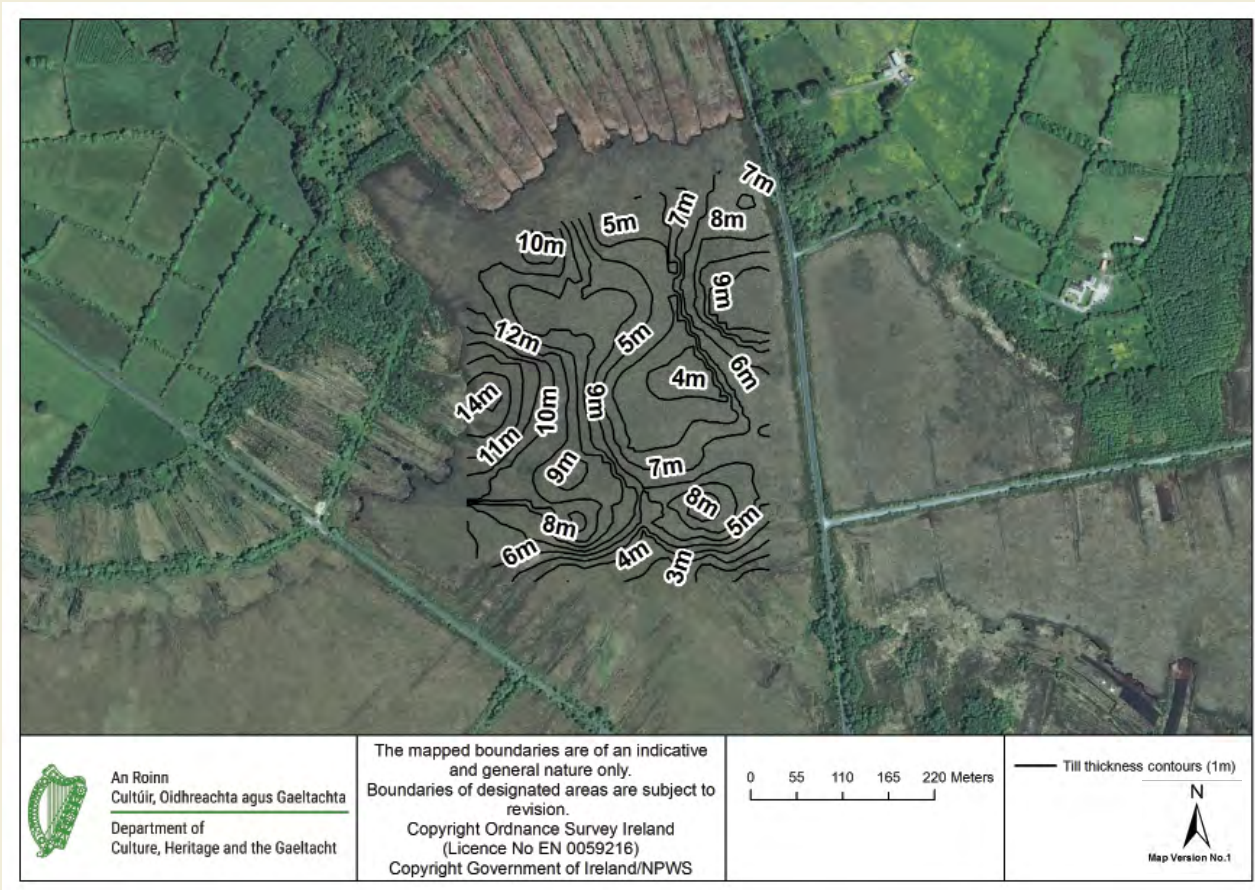 7m
7m
5m
8m
10m
9m
12m
5m
6m
4m
14m
10m
9m
11m
9m
7m
8m
8m
5m
6m
4m
3m
An Roinn
Cultúir, Oidhreachta agus Gaeltachta
Department of
Culture, Heritage and the Gaeltacht
The mapped boundaries are of an indicative
and general nature only.
Boundaries of designated areas are subject to
revision.
Copyright Ordnance Survey Ireland
(Licence No EN 0059216)
Copyright Government of Ireland/NPWS
0 55 110 165 220 Meters
Till thickness contours (1m)
N
Map Version No.1